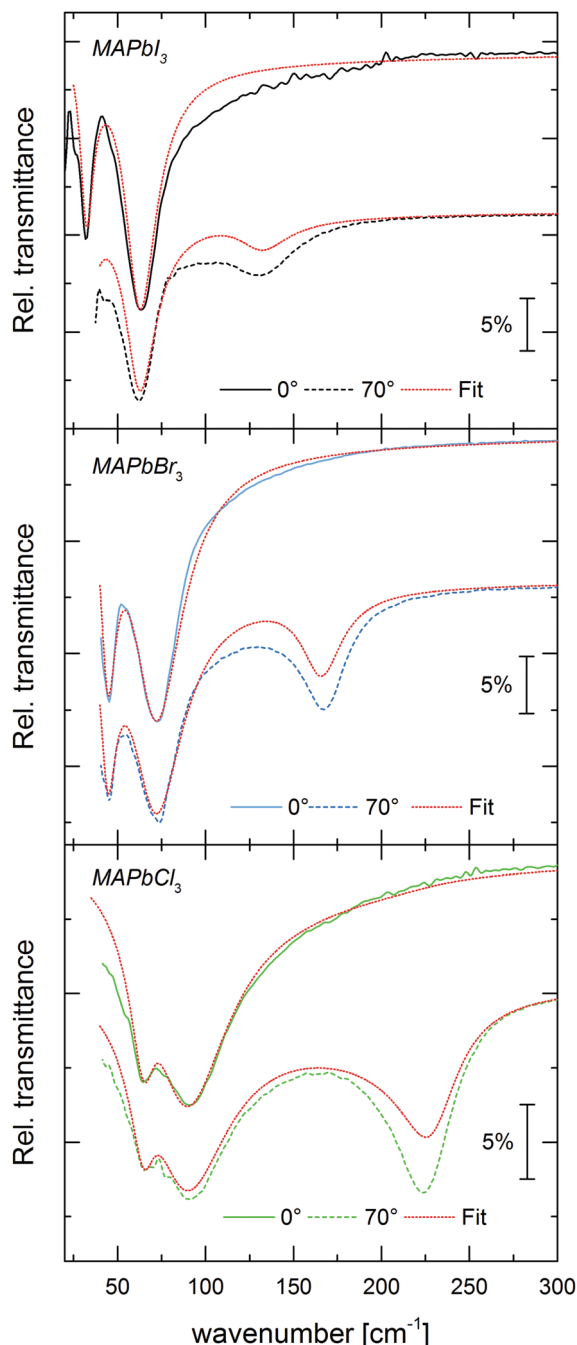 MAPbI3
Rel. transmittance
5%
0° 70° Fit
MAPbBr3
Rel. transmittance
5%
0° 70° Fit
MAPbCl3
Rel. transmittance
5%
0° 70° Fit
50 100 150 200 250 300
wavenumber [cm-1]